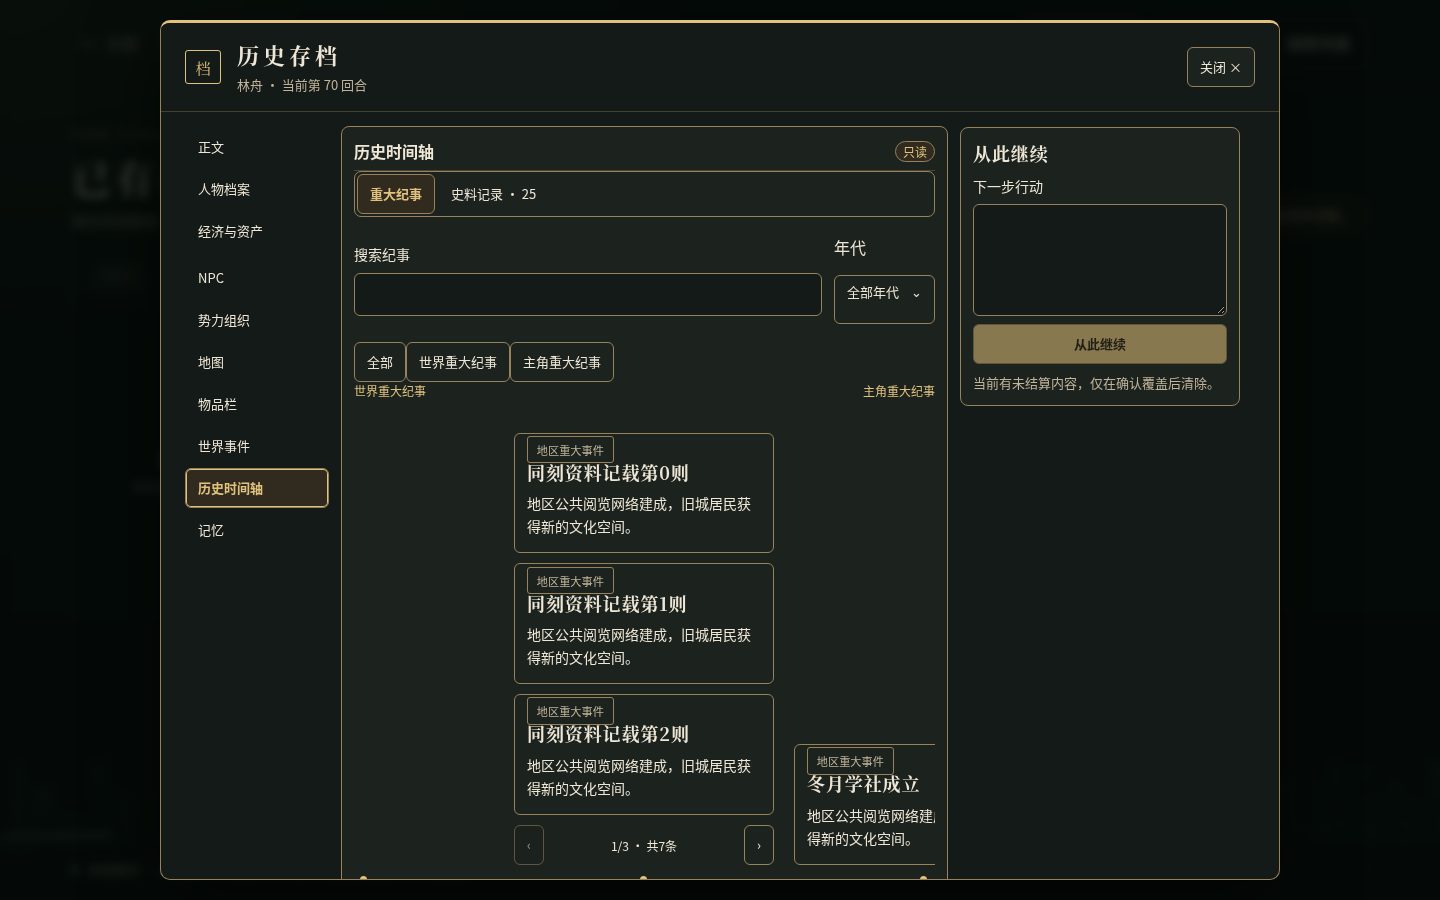 档
历史存档
林舟 · 当前第 70 回合
关闭 ×
正文
人物档案
经济与资产
NPC
势力组织
地图
物品栏
世界事件
历史时间轴
记忆
历史时间轴
只读
重大纪事
史料记录 · 25
搜索纪事
年代
全部年代
全部
世界重大纪事
主角重大纪事
世界重大纪事
主角重大纪事
地区重大事件
同刻资料记载第0则
地区公共阅览网络建成，旧城居民获
得新的文化空间。
地区重大事件
同刻资料记载第1则
地区公共阅览网络建成，旧城居民获
得新的文化空间。
地区重大事件
同刻资料记载第2则
地区公共阅览网络建成，旧城居民获
得新的文化空间。
‹
1/3 · 共7条
›
地区重大事件
冬月学社成立
地区公共阅览网络建
得新的文化空间。
从此继续
下一步行动
从此继续
当前有未结算内容，仅在确认覆盖后清除。